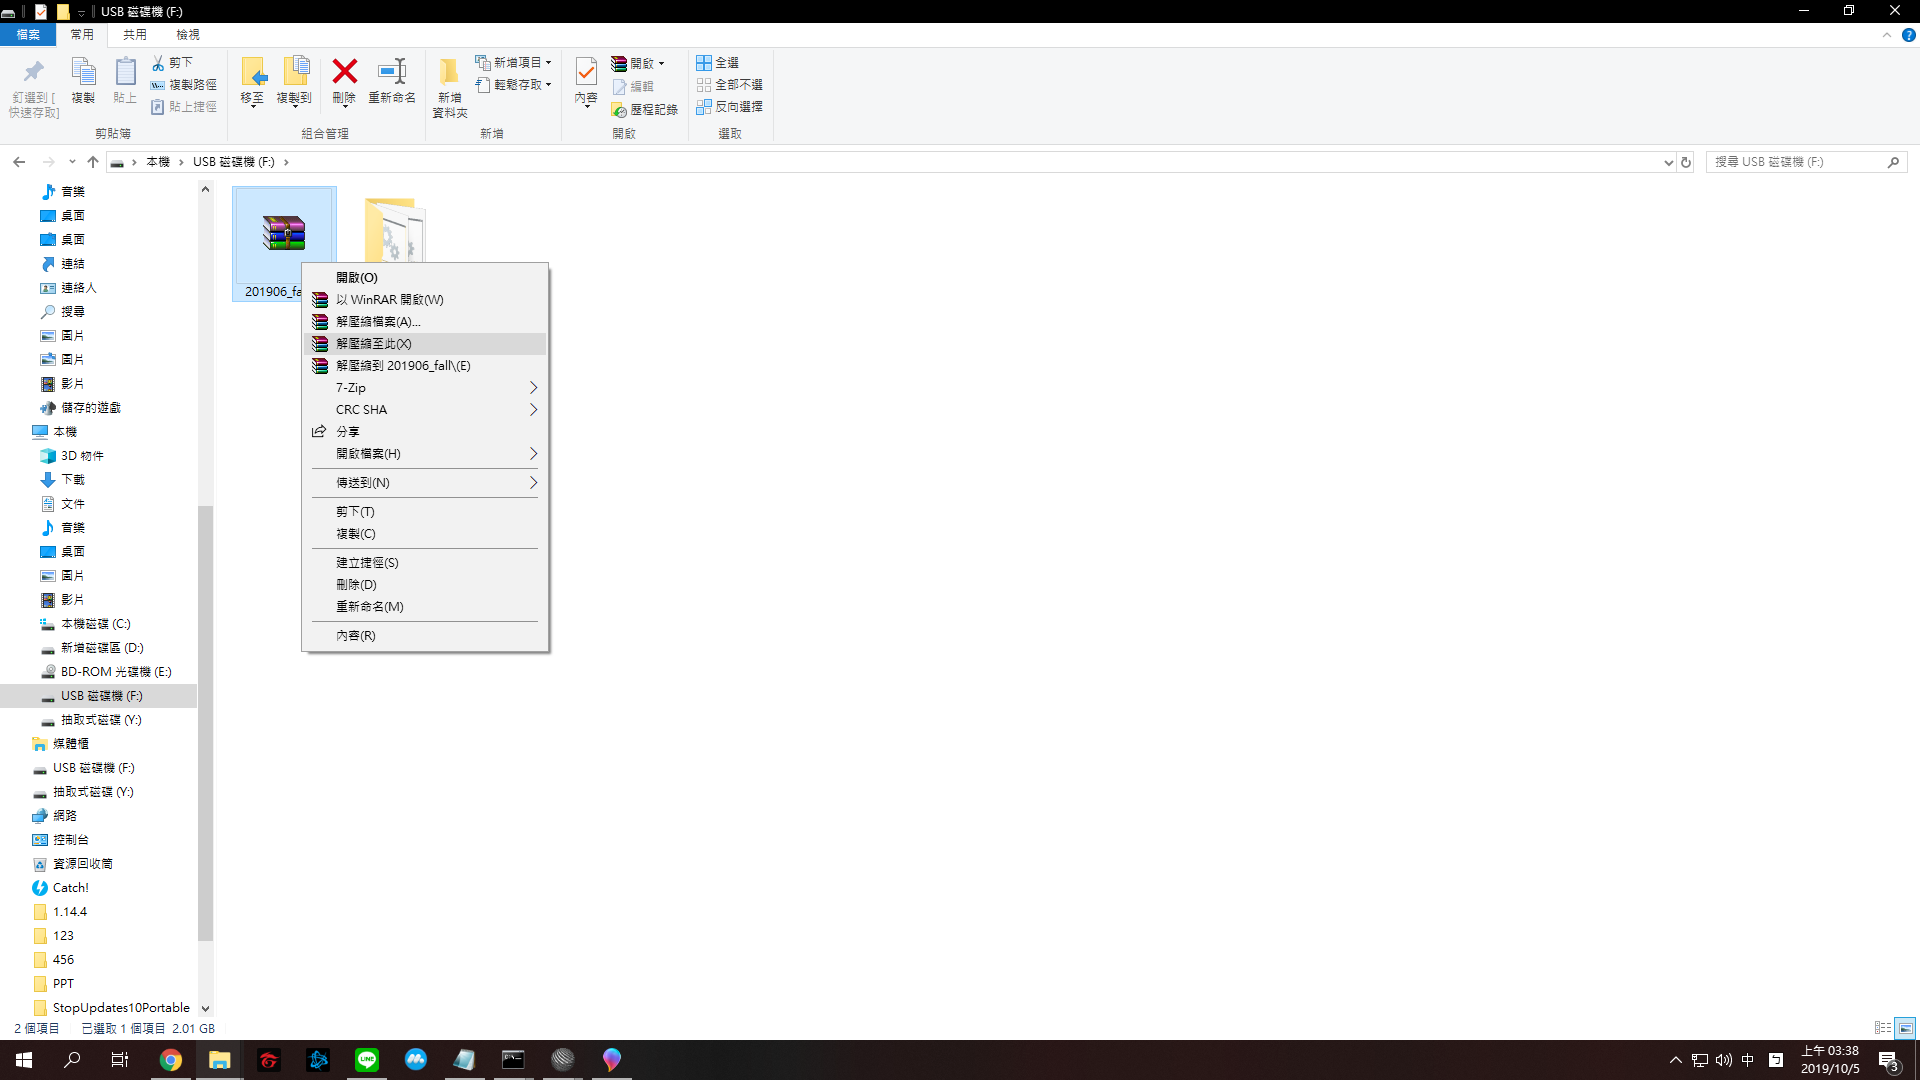 USB 磁碟機 (F:)
檔案
常用
共用
檢視
釘選到 [
快速存取]
複製
貼上
剪下
複製路徑
貼上捷徑
剪貼簿
移至
複製到
刪除
重新命名
組合管理
新增
資料夾
新增項目
輕鬆存取
新增
內容
開啟
編輯
歷程記錄
開啟
全選
全部不選
反向選擇
選取
本機
USB 磁碟機 (F:)
搜尋 USB 磁碟機 (F:)
音樂
桌面
桌面
連結
連絡人
搜尋
圖片
圖片
影片
儲存的遊戲
本機
3D 物件
下載
文件
音樂
桌面
圖片
影片
本機磁碟 (C:)
新增磁碟區 (D:)
BD-ROM 光碟機 (E:)
USB 磁碟機 (F:)
抽取式磁碟 (Y:)
媒體櫃
USB 磁碟機 (F:)
抽取式磁碟 (Y:)
網路
控制台
資源回收筒
Catch!
1.14.4
123
456
PPT
StopUpdates10Portable
201906_fa
開啟(O)
以 WinRAR 開啟(W)
解壓縮檔案(A)...
解壓縮至此(X)
解壓縮到 201906_fall\(E)
7-Zip
CRC SHA
分享
開啟檔案(H)
傳送到(N)
剪下(T)
複製(C)
建立捷徑(S)
刪除(D)
重新命名(M)
內容(R)
2 個項目
已選取 1 個項目 2.01 GB
LINE
中
ㄅ
上午 03:38
2019/10/5
3